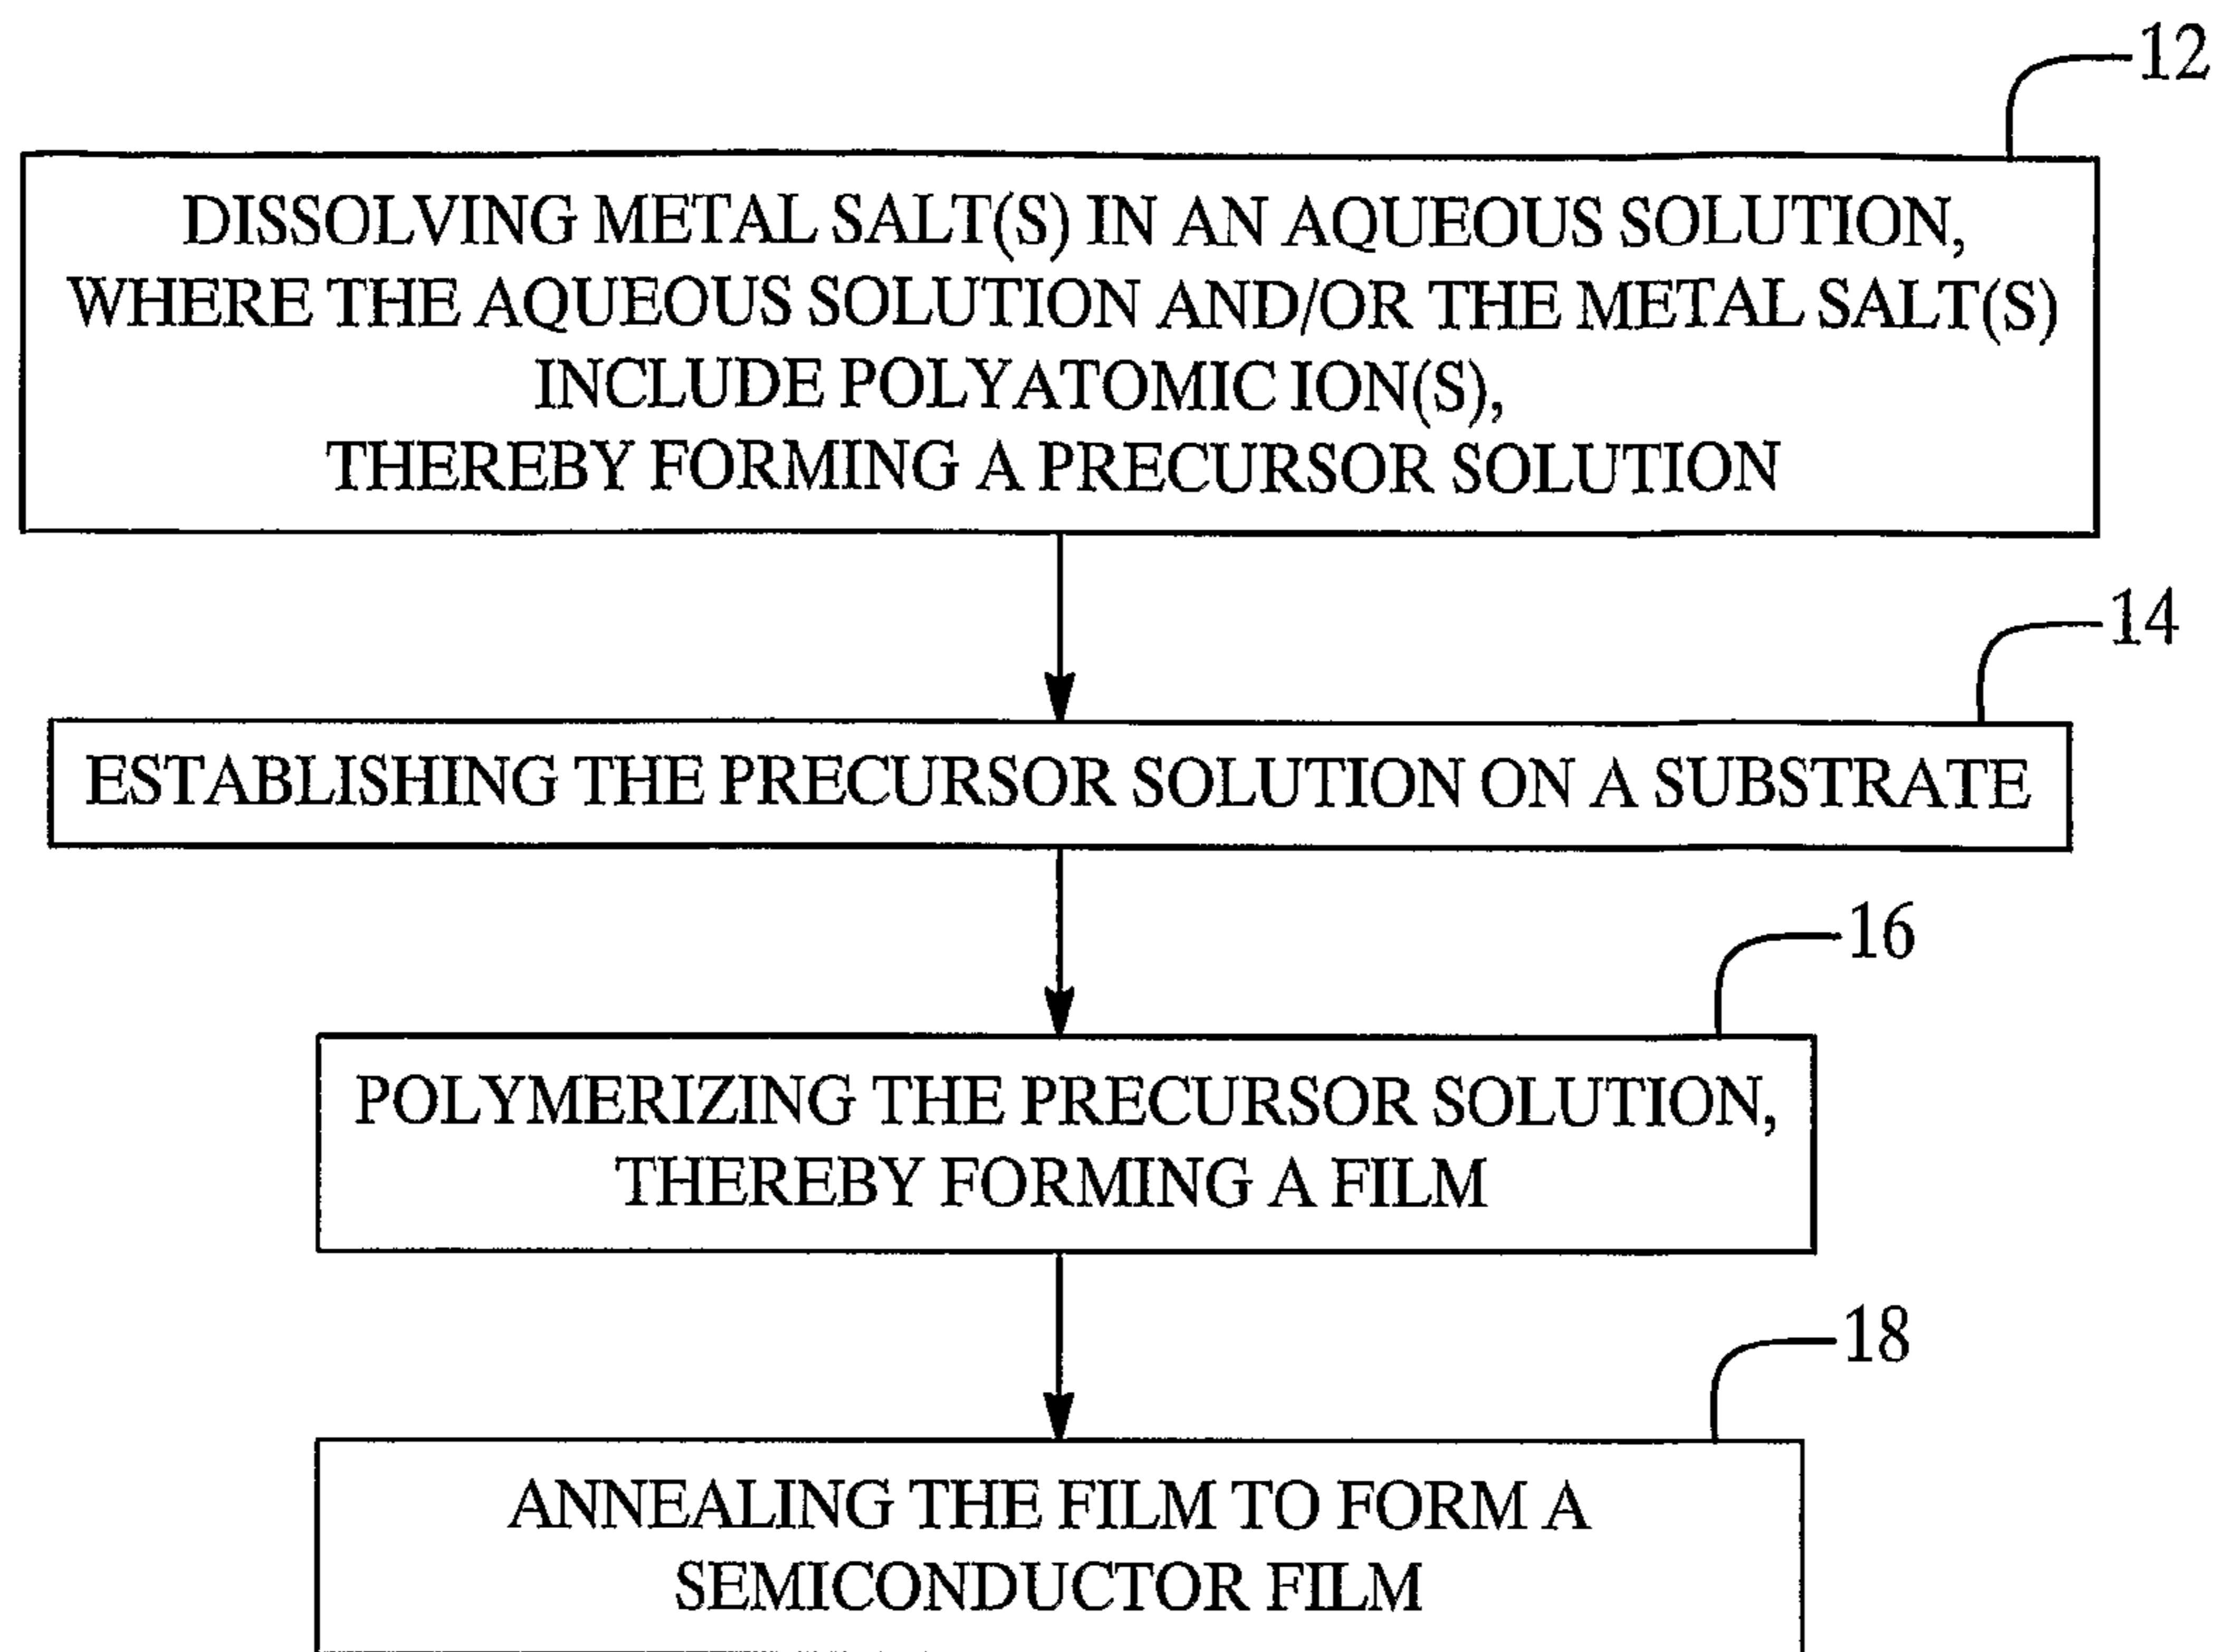 12
DISSOLVING METAL SALT(S) IN AN AQUEOUS SOLUTION,
WHERE THE AQUEOUS SOLUTION AND/OR THE METAL SALT(S)
INCLUDE POLYATOMIC ION(S),
THEREBY FORMING A PRECURSOR SOLUTION
14
ESTABLISHING THE PRECURSOR SOLUTION ON A SUBSTRATE
16
POLYMERIZING THE PRECURSOR SOLUTION,
THEREBY FORMING A FILM
18
ANNEALING THE FILM TO FORM A
SEMICONDUCTOR FILM